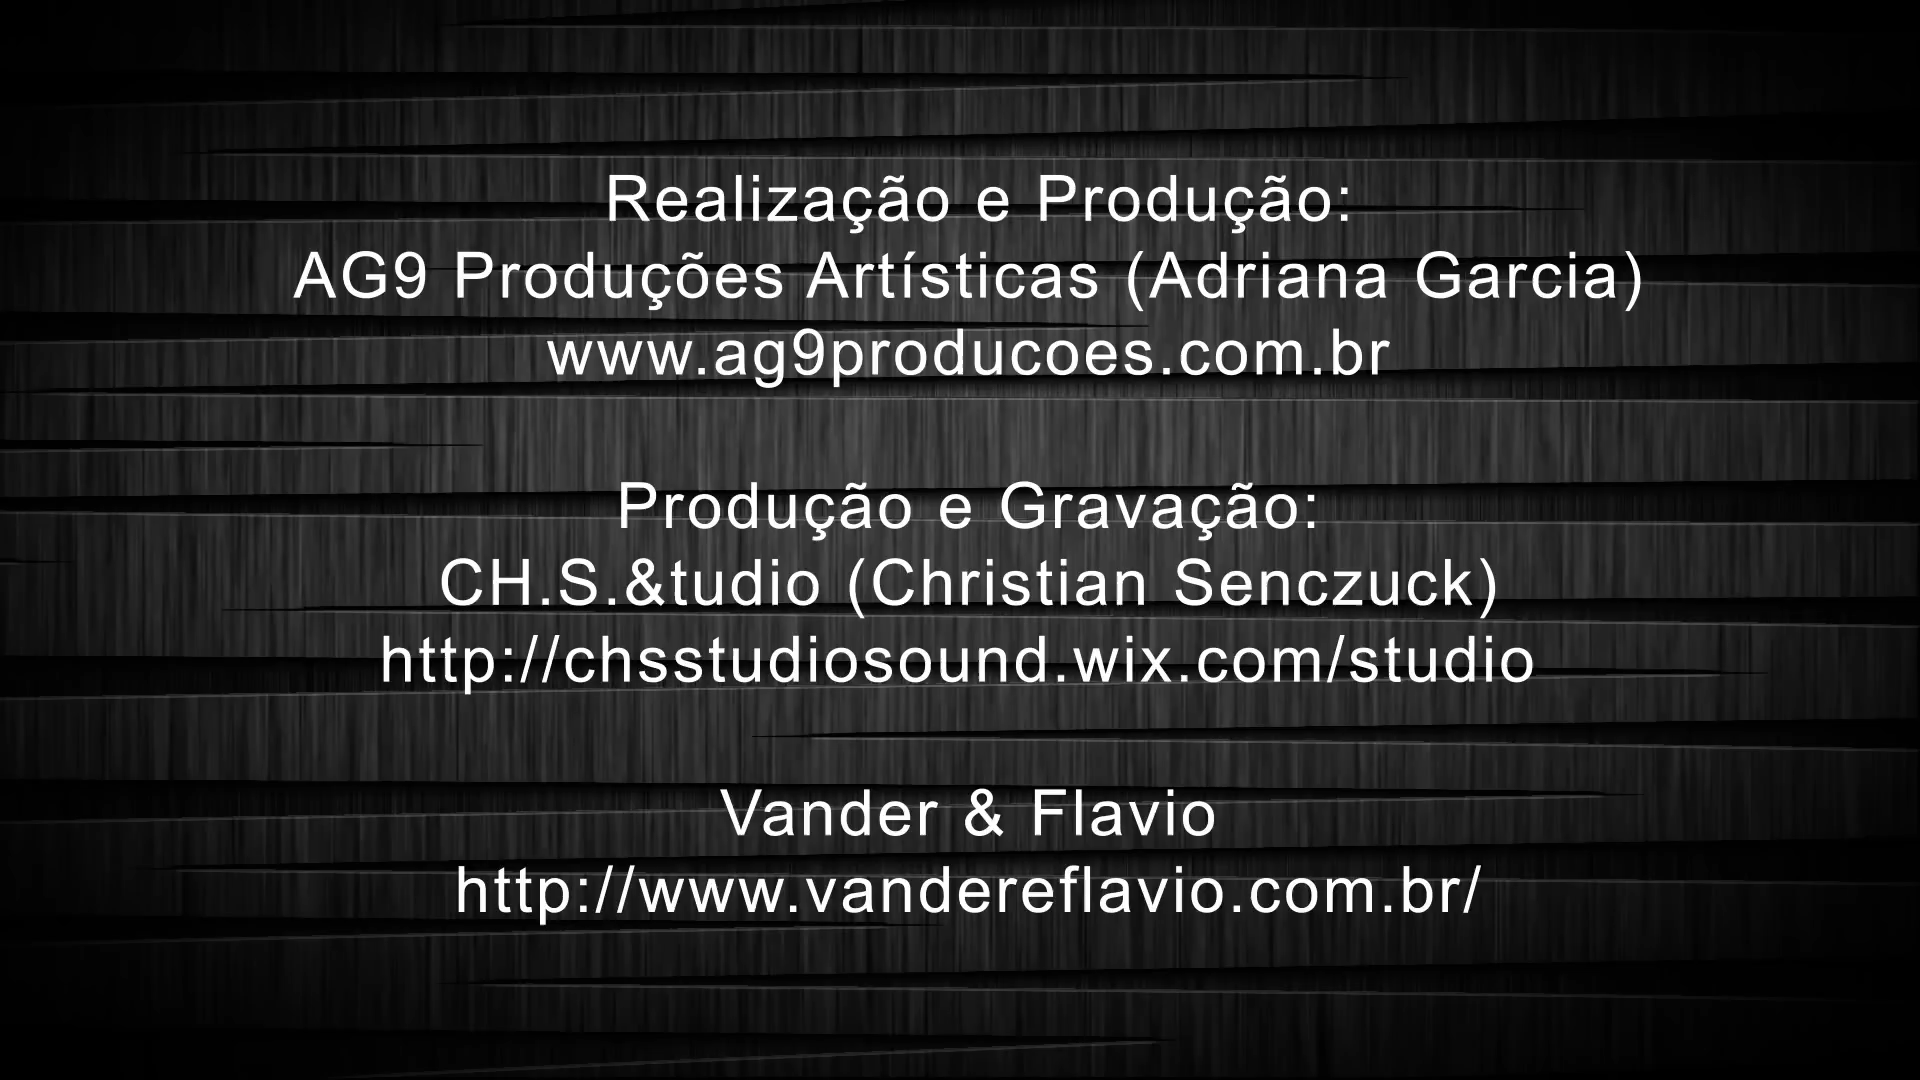 Realização e Produção:
AG9 Produções Artísticas (Adriana Garcia)
www.ag9producoes.com.br
Produção e Gravação:
CH.S.&tudio (Christian Senczuck)
http://chsstudiosound.wix.com/studio
Vander & Flavio
http://www.vandereflavio.com.br/